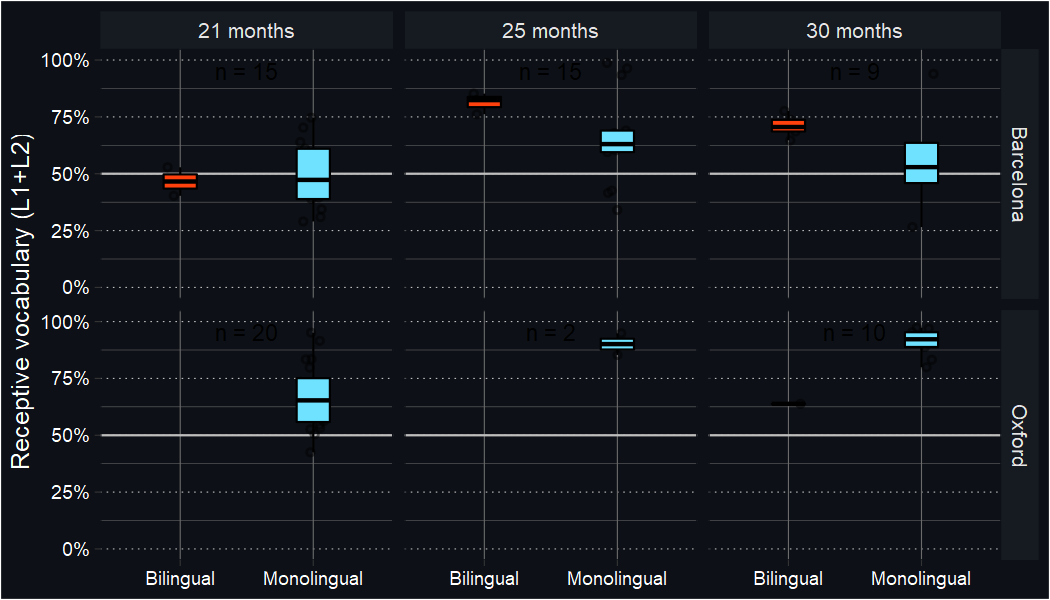 21 months
25 months
30 months
Receptive vocabulary (L1+L2)
100%
75%
50%
25%
0%
n = 15
n = 15
n = 9
Barcelona
100%
75%
50%
25%
0%
n = 20
n = 2
n = 10
Oxford
Bilingual
Monolingual
Bilingual
Monolingual
Bilingual
Monolingual